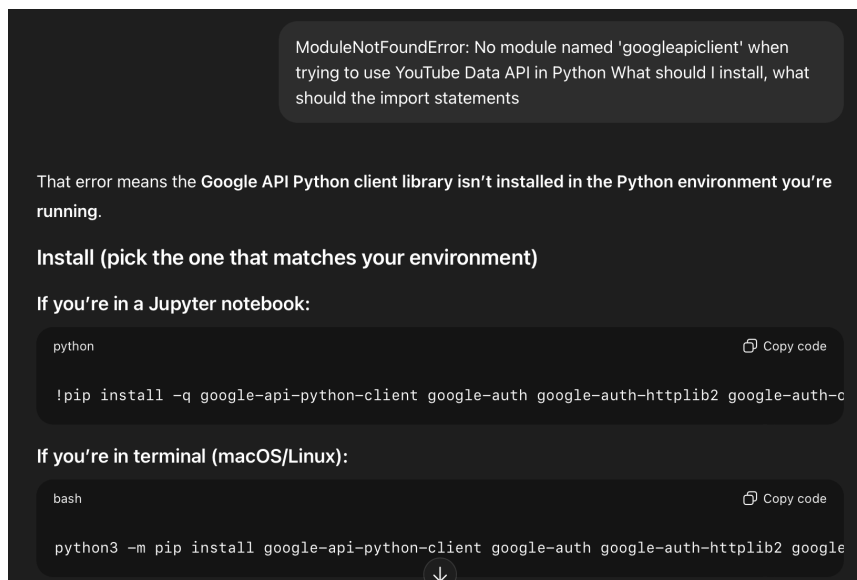 ModuleNotFoundError: No module named 'googleapiclient' when
trying to use YouTube Data API in Python What should I install, what
should the import statements
That error means the Google API Python client library isn’t installed in the Python environment you’re
running.
Install (pick the one that matches your environment)
If you’re in a Jupyter notebook:
python
Copy code
!pip install -q google-api-python-client google-auth google-auth-httplib2 google-auth-o
If you’re in terminal (macOS/Linux):
bash
Copy code
python3 -m pip install google-api-python-client google-auth google-auth-httplib2 google